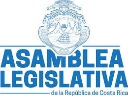 ASAMBLEA
LEGISLATIVA
de la República de Costa Rica